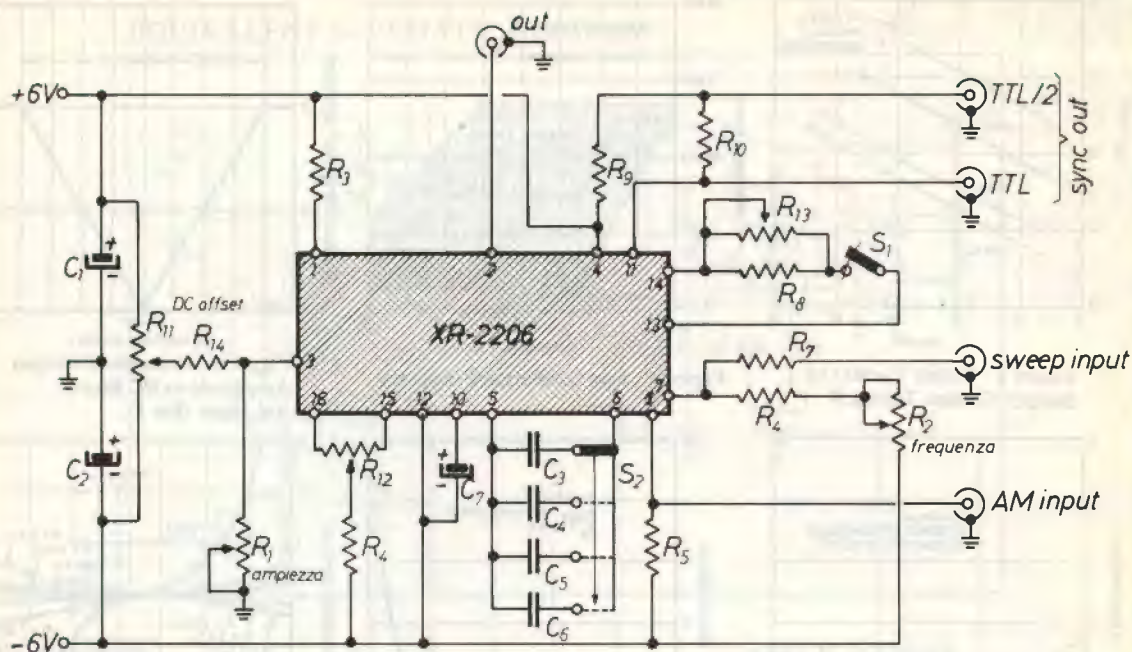 out
+6V
TTL/2
TTL
sync out
R3
R9
R10
R13
R8
S1
1
2
4
11
14
13
C1
DC offset
R11
R14
3
XR-2206
R7
sweep input
7
R4
R2
frequenza
16
15
12
10
5
6
C2
R12
C7
C3
S2
C4
C5
C6
R1
ampiezza
R4
R5
AM input
-6V